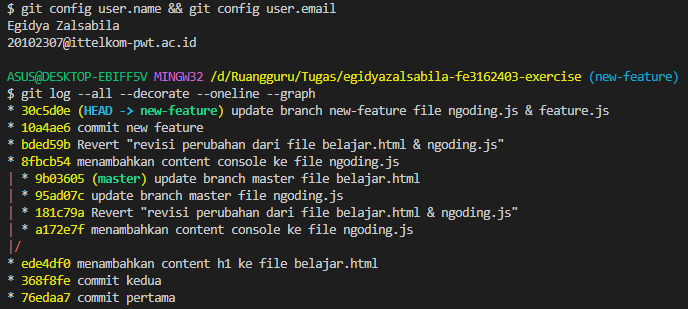 $ git config user.name && git config user.email
Egidya Zalsabila
20102307@ittelkom-pwt.ac.id
ASUS@DESKTOP-EBIFF5V MINGW32 /d/Ruangguru/Tugas/egidyazalsabila-fe3162403-exercise (new-feature)
$ git log --all --decorate --oneline --graph
* 30c5d0e (HEAD -> new-feature) update branch new-feature file ngoding.js & feature.js
* 10a4ae6 commit new feature
* bded59b Revert "revisi perubahan dari file belajar.html & ngoding.js"
* 8fbcb54 menambahkan content console ke file ngoding.js
| * 9b03605 (master) update branch master file belajar.html
| * 95ad07c update branch master file ngoding.js
| * 181c79a Revert "revisi perubahan dari file belajar.html & ngoding.js"
| * a172e7f menambahkan content console ke file ngoding.js
|/
* ede4df0 menambahkan content h1 ke file belajar.html
* 368f8fe commit kedua
* 76edaa7 commit pertama